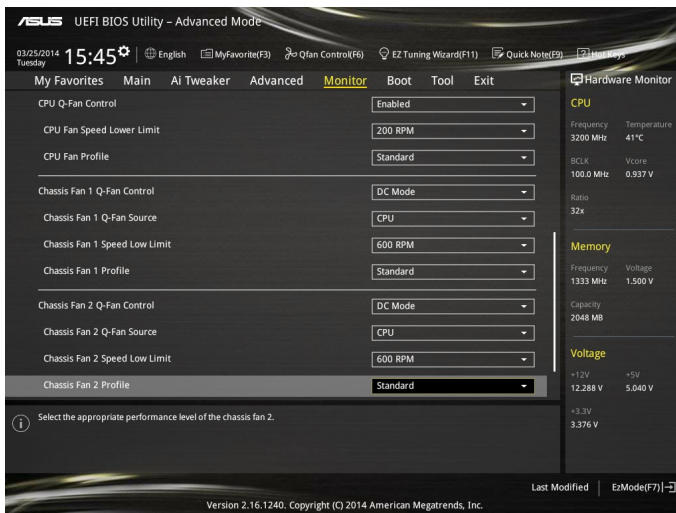 ASUS UEFI BIOS Utility – Advanced Mode
03/25/2014 Tuesday 15:45 English MyFavorite(F3) Qfan Control(F6) EZ Tuning Wizard(F11) Quick Note(F9) ? Hot Keys
My Favorites Main Ai Tweaker Advanced Monitor Boot Tool Exit
Hardware Monitor
CPU Q-Fan Control Enabled
CPU Fan Speed Lower Limit 200 RPM
CPU Fan Profile Standard
Chassis Fan 1 Q-Fan Control DC Mode
Chassis Fan 1 Q-Fan Source CPU
Chassis Fan 1 Speed Low Limit 600 RPM
Chassis Fan 1 Profile Standard
Chassis Fan 2 Q-Fan Control DC Mode
Chassis Fan 2 Q-Fan Source CPU
Chassis Fan 2 Speed Low Limit 600 RPM
Chassis Fan 2 Profile Standard
i Select the appropriate performance level of the chassis fan 2.
CPU
Frequency Temperature
3200 MHz 41°C
BCLK Vcore
100.0 MHz 0.937 V
Ratio
32x
Memory
Frequency Voltage
1333 MHz 1.500 V
Capacity
2048 MB
Voltage
+12V +5V
12.288 V 5.040 V
+3.3V
3.376 V
Last Modified EzMode(F7)
Version 2.16.1240. Copyright (C) 2014 American Megatrends, Inc.